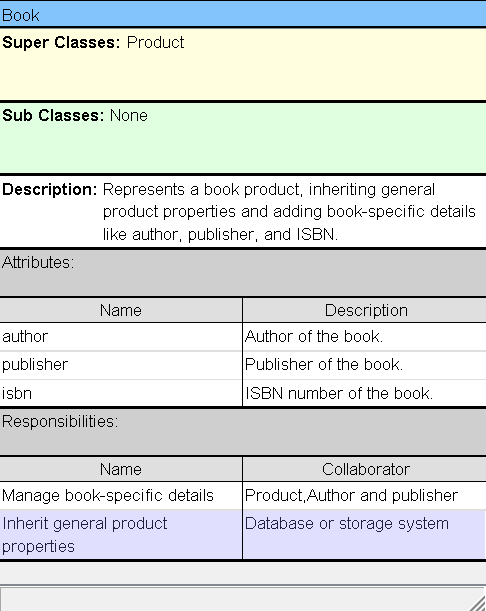 Book
Super Classes: Product
Sub Classes: None
Description: Represents a book product, inheriting general
product properties and adding book-specific details
like author, publisher, and ISBN.
Attributes:
Name Description
author Author of the book.
publisher Publisher of the book.
isbn ISBN number of the book.
Responsibilities:
Name Collaborator
Manage book-specific details Product,Author and publisher
Inherit general product Database or storage system
properties